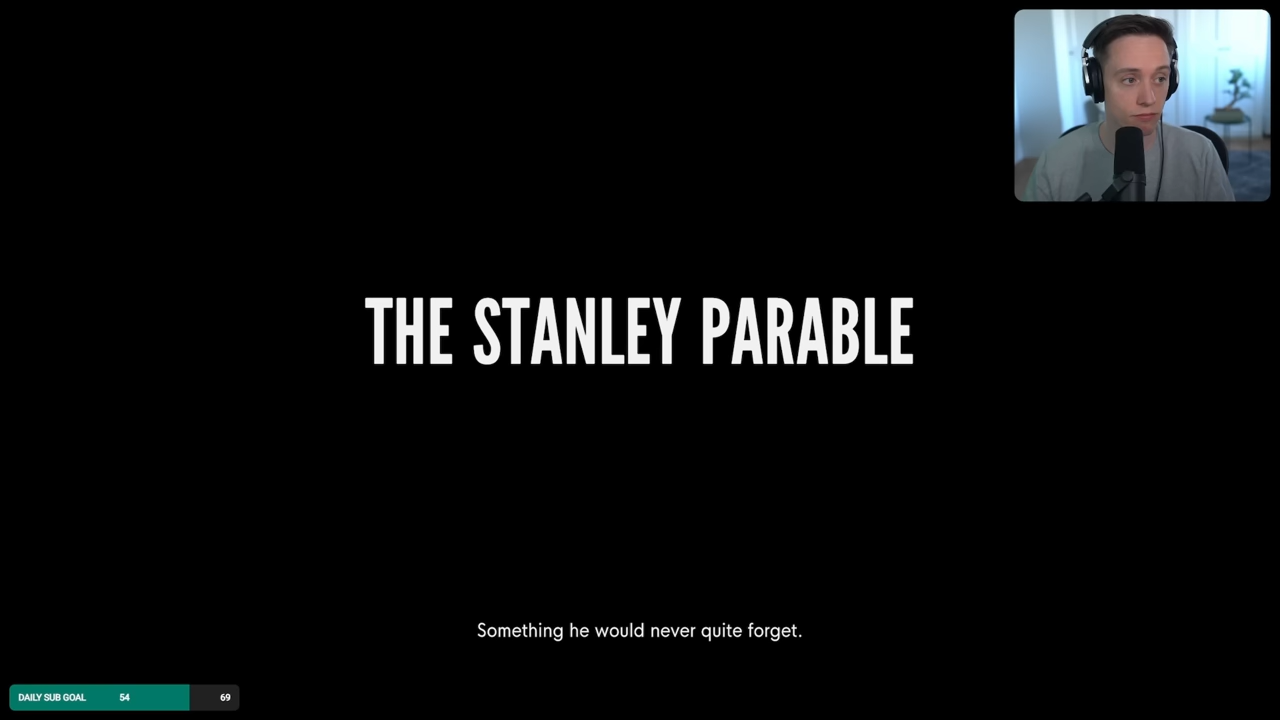 THE STANLEY PARABLE
Something he would never quite forget.
DAILY SUB GOAL 54 69